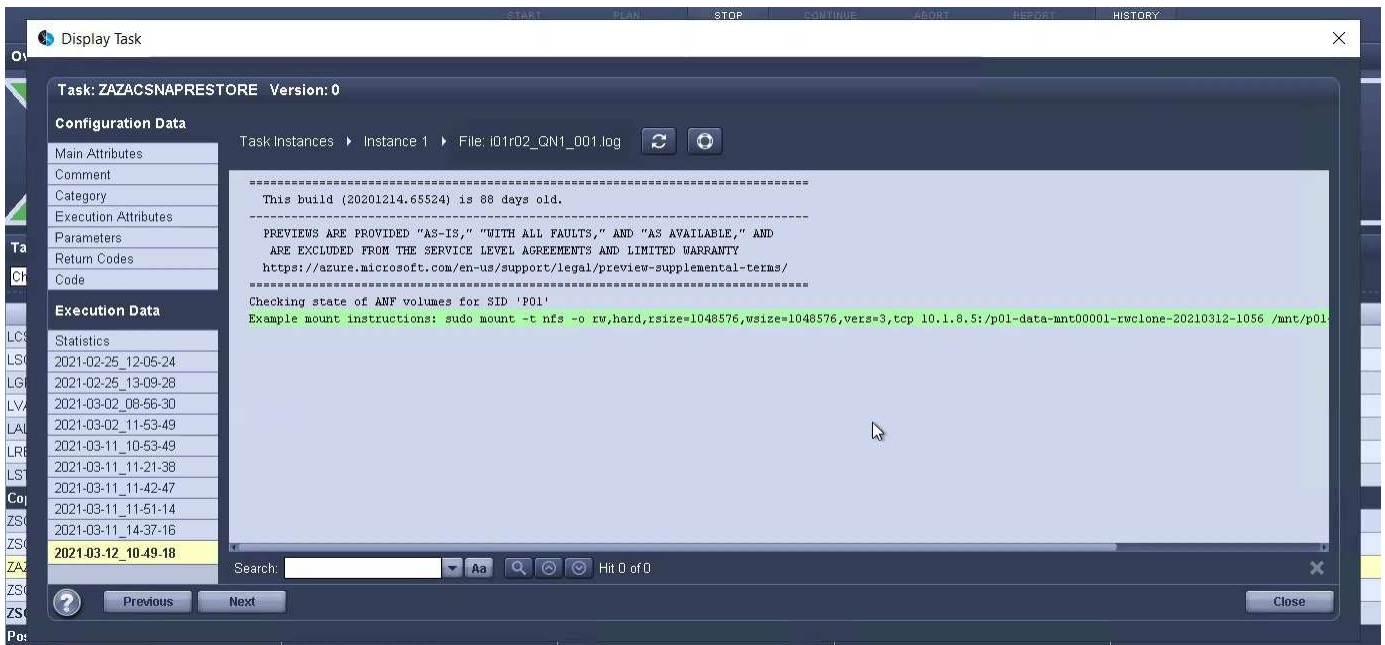 START PLAN STOP CONTINUE ABORT REPORT HISTORY
Display Task
Task: ZAZACSNAPRESTORE Version: 0
Configuration Data
Main Attributes
Comment
Category
Execution Attributes
Parameters
Return Codes
Code
Execution Data
Statistics
2021-02-25_12-05-24
2021-02-25_13-09-28
2021-03-02_08-56-30
2021-03-02_11-53-49
2021-03-11_10-53-49
2021-03-11_11-21-38
2021-03-11_11-42-47
2021-03-11_11-51-14
2021-03-11_14-37-16
2021-03-12_10-49-18
Task Instances Instance 1 File: i01r02_QN1_001.log
================================================================================
This build (20201214.65524) is 88 days old.
--------------------------------------------------------------------------------
PREVIEWS ARE PROVIDED "AS-IS," "WITH ALL FAULTS," AND "AS AVAILABLE," AND
ARE EXCLUDED FROM THE SERVICE LEVEL AGREEMENTS AND LIMITED WARRANTY
https://azure.microsoft.com/en-us/support/legal/preview-supplemental-terms/
================================================================================
Checking state of ANF volumes for SID 'P01'
Example mount instructions: sudo mount -t nfs -o rw,hard,rsize=1048576,wsize=1048576,vers=3,tcp 10.1.8.5:/p01-data-mnt00001-rwclone-20210312-1056 /mnt/p01-
Search: Aa Hit 0 of 0
? Previous Next Close